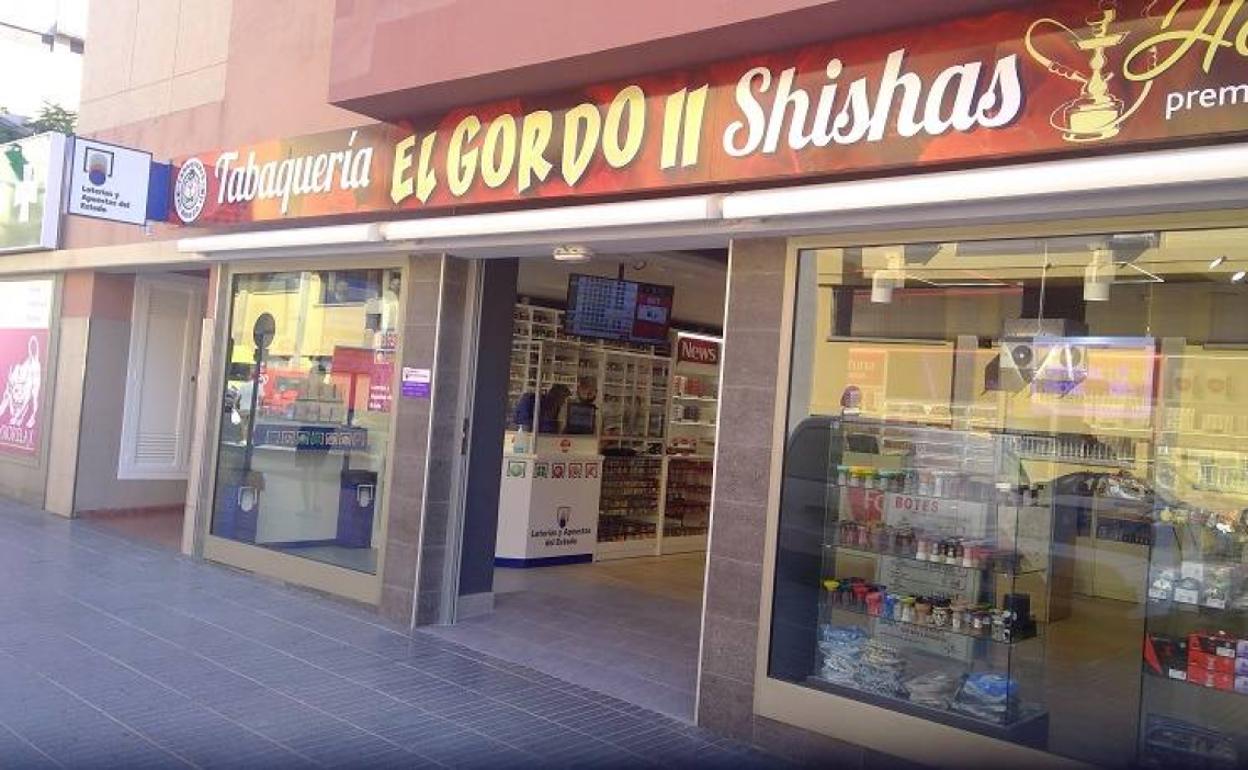 Tabaquería EL GORDO II Shishas
prem
Loterías y
Apuestas del
Estado
News
Loterías y Apuestas
del Estado
BOTES